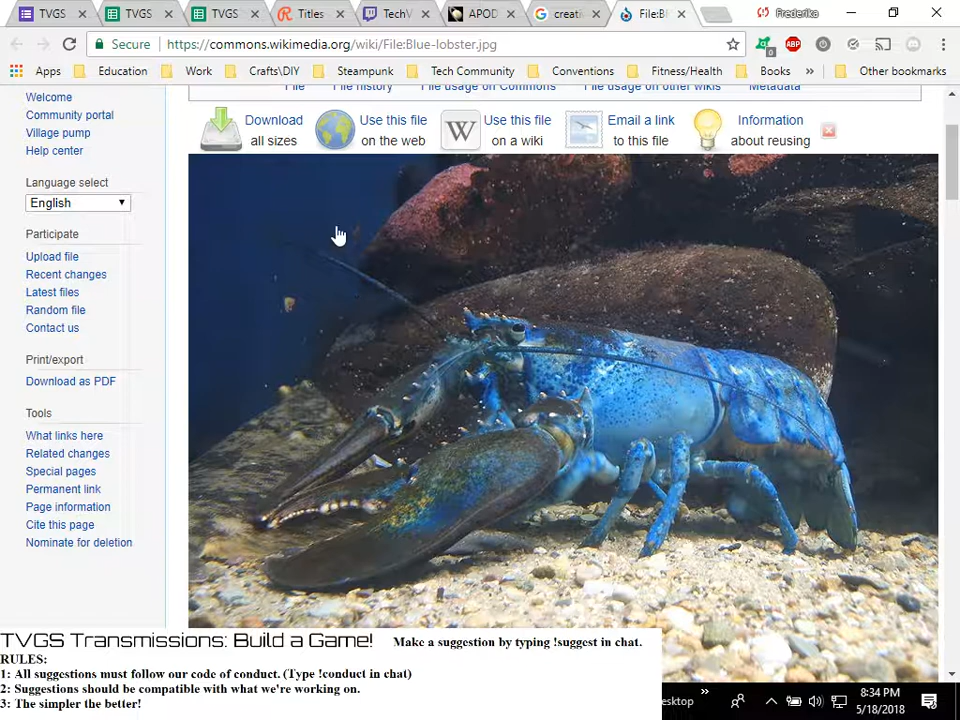 TVGS
TVGS
TVGS
Titles
TechV
APOD
creati
File:Bl
Frederika
Secure
https://commons.wikimedia.org/wiki/File:Blue-lobster.jpg
0
ABP
Apps
Education
Work
Crafts\DIY
Steampunk
Tech Community
Conventions
Fitness/Health
Books
»
Other bookmarks
File
File history
File usage on Commons
File usage on other wikis
Metadata
Welcome
Community portal
Village pump
Help center
Language select
English
Participate
Upload file
Recent changes
Latest files
Random file
Contact us
Print/export
Download as PDF
Tools
What links here
Related changes
Special pages
Permanent link
Page information
Cite this page
Nominate for deletion
Download
all sizes
Use this file
on the web
W
Use this file
on a wiki
Email a link
to this file
Information
about reusing
TVGS Transmissions: Build a Game!
Make a suggestion by typing !suggest in chat.
RULES:
1: All suggestions must follow our code of conduct. (Type !conduct in chat)
2: Suggestions should be compatible with what we're working on.
3: The simpler the better!
esktop
»
8:34 PM
5/18/2018